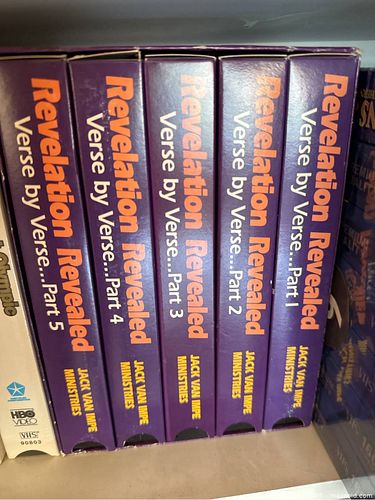 Revelation Revealed
Verse by Verse...Part 5
JACK VAN IMPE
MINISTRIES
Revelation Revealed
Verse by Verse...Part 4
JACK VAN IMPE
MINISTRIES
Revelation Revealed
Verse by Verse...Part 3
JACK VAN IMPE
MINISTRIES
Revelation Revealed
Verse by Verse...Part 2
JACK VAN IMPE
MINISTRIES
Revelation Revealed
Verse by Verse...Part 1
JACK VAN IMPE
MINISTRIES
HBO
VIDEO
VHS
90803